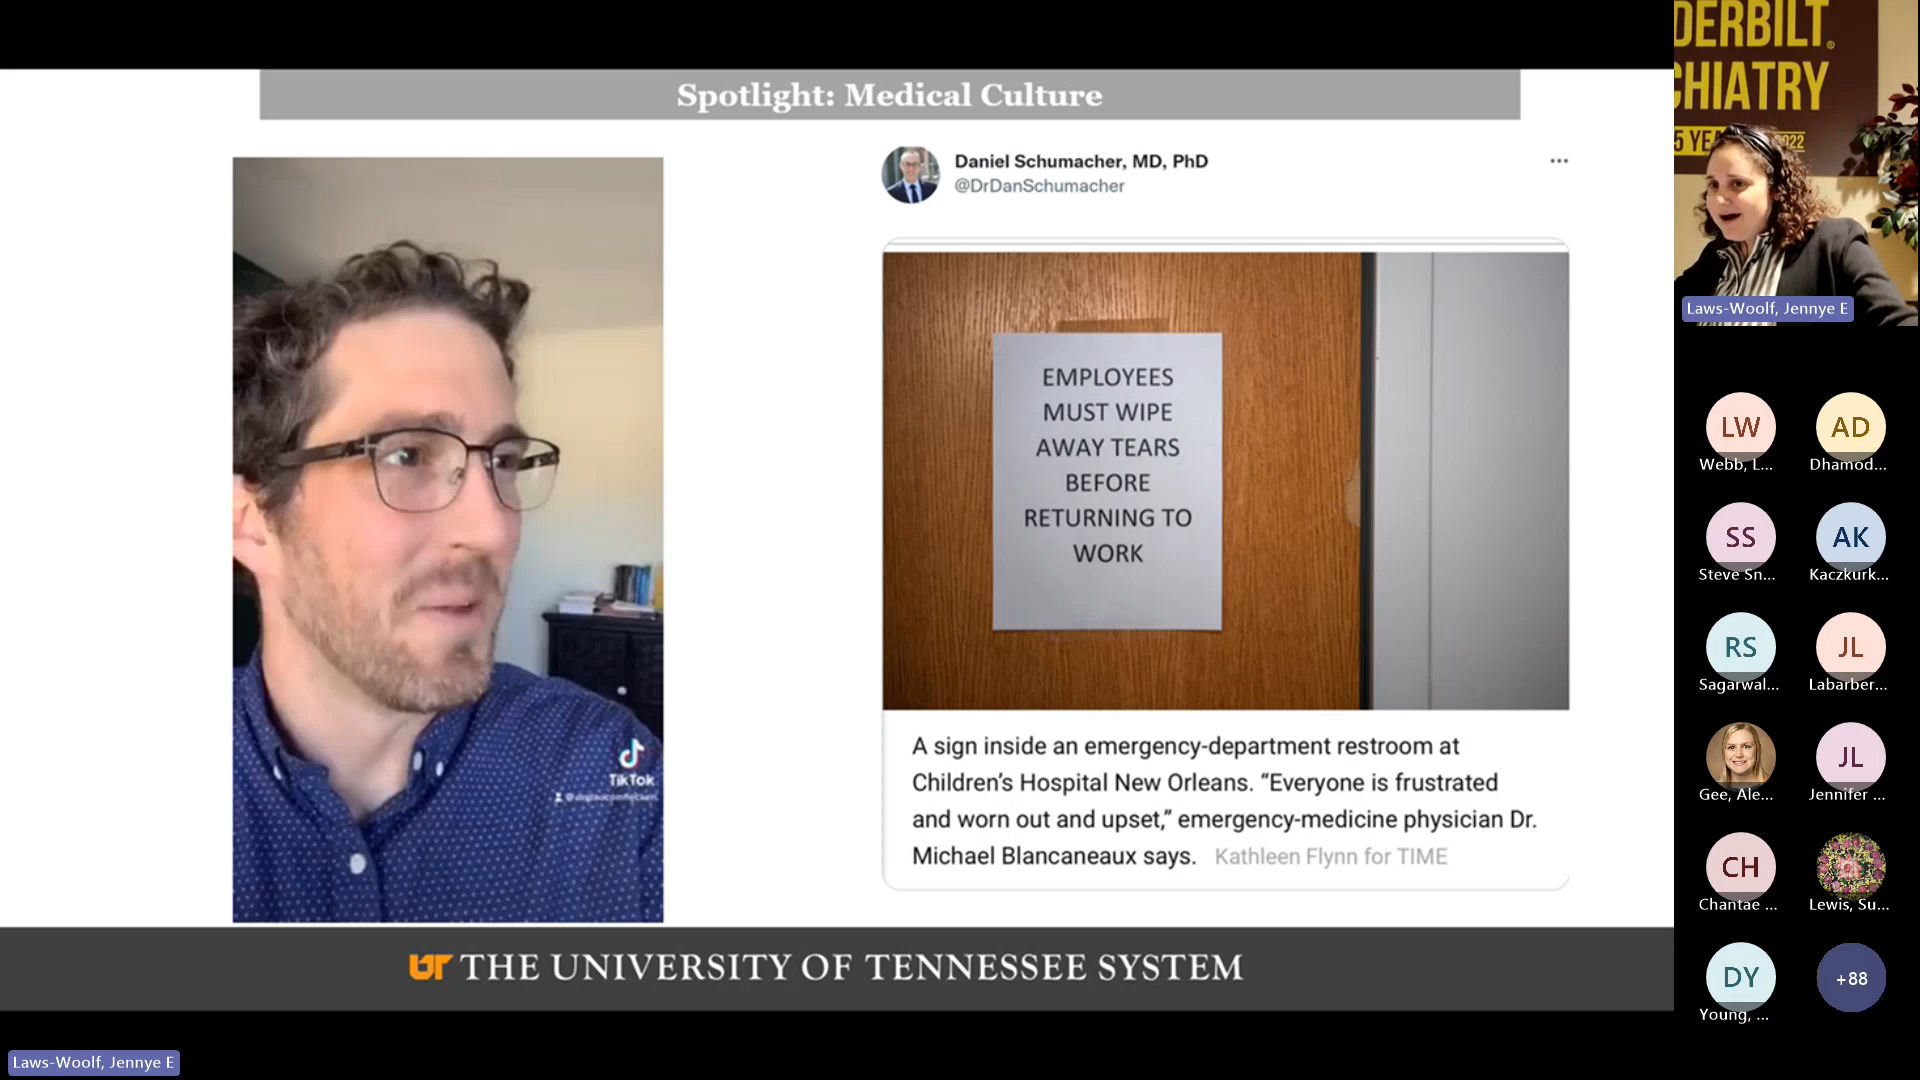 Spotlight: Medical Culture
Daniel Schumacher, MD, PhD
@DrDanSchumacher
EMPLOYEES
MUST WIPE
AWAY TEARS
BEFORE
RETURNING TO
WORK
A sign inside an emergency-department restroom at
Children's Hospital New Orleans. “Everyone is frustrated
and worn out and upset,” emergency-medicine physician Dr.
Michael Blancaneaux says. Kathleen Flynn for TIME
TikTok
UT THE UNIVERSITY OF TENNESSEE SYSTEM
Laws-Woolf, Jennye E
DERBILT®
CHIATRY
5 YE
2022
Laws-Woolf, Jennye E
LW
AD
Webb, L...
Dhamod...
SS
AK
Steve Sn...
Kaczkurk...
RS
JL
Sagarwal...
Labarber...
Gee, Ale...
JL
Jennifer ...
CH
Chantae ...
Lewis, Su...
DY
+88
Young, ...